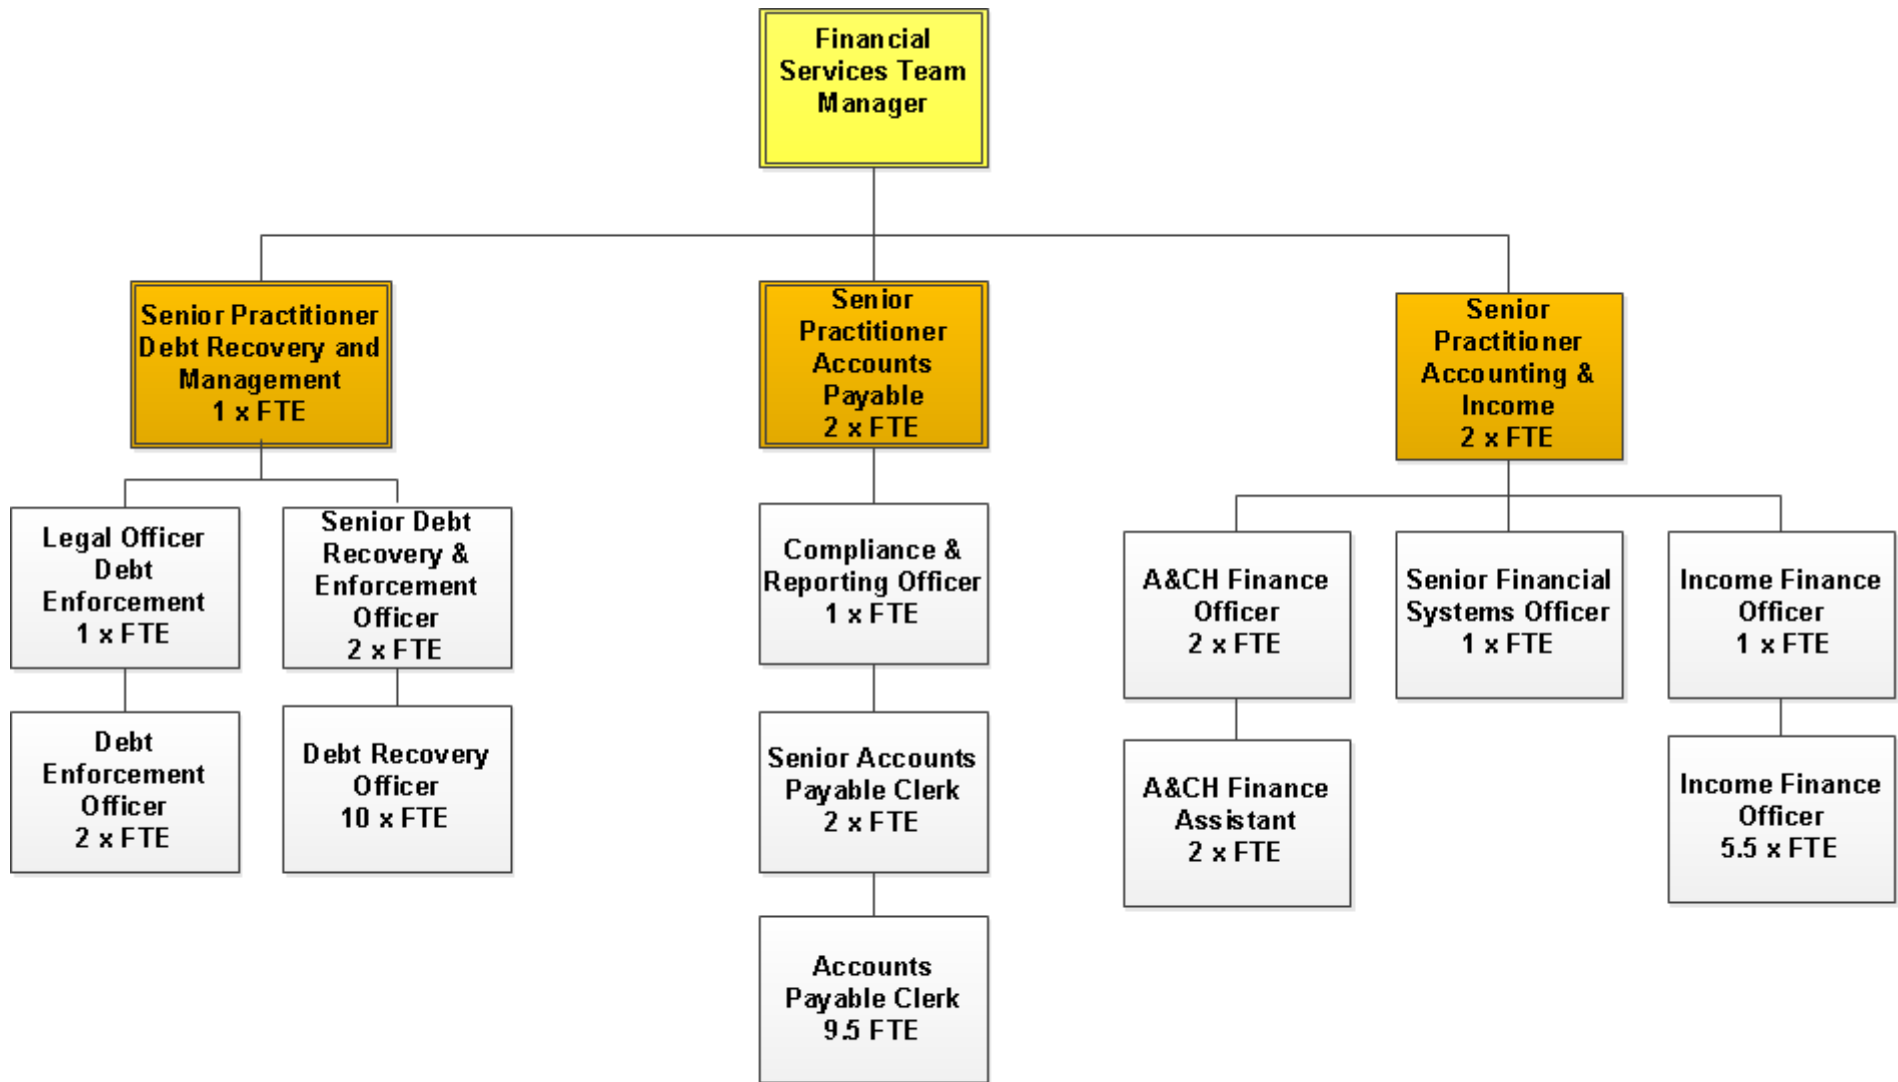 Financial
Services Team
Manager
Senior Practitioner
Debt Recovery and
Management
1 x FTE
Senior
Practitioner
Accounts
Payable
2 x FTE
Senior
Practitioner
Accounting &
Income
2 x FTE
Legal Officer
Debt
Enforcement
1 x FTE
Senior Debt
Recovery &
Enforcement
Officer
2 x FTE
Compliance &
Reporting Officer
1 x FTE
A&CH Finance
Officer
2 x FTE
Senior Financial
Systems Officer
1 x FTE
Income Finance
Officer
1 x FTE
Debt
Enforcement
Officer
2 x FTE
Debt Recovery
Officer
10 x FTE
Senior Accounts
Payable Clerk
2 x FTE
A&CH Finance
Assistant
2 x FTE
Income Finance
Officer
5.5 x FTE
Accounts
Payable Clerk
9.5 FTE